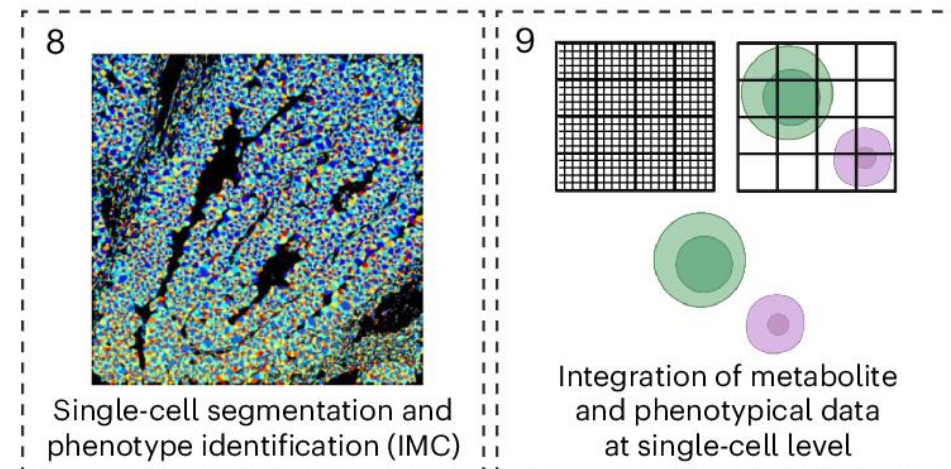 8
Single-cell segmentation and
phenotype identification (IMC)
9
Integration of metabolite
and phenotypical data
at single-cell level